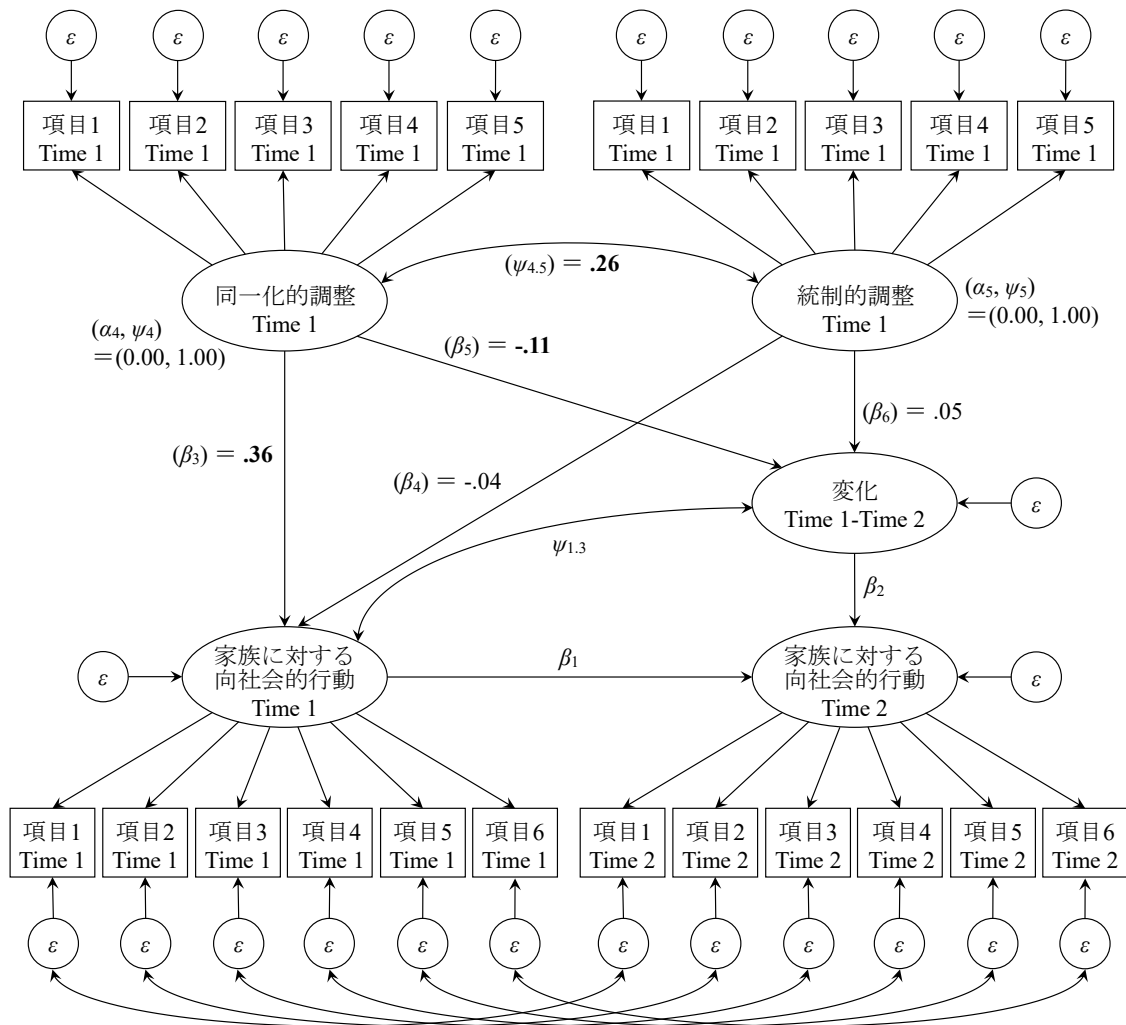 ε ε ε ε ε ε ε ε ε ε
項目1 項目2 項目3 項目4 項目5 項目1 項目2 項目3 項目4 項目5
Time 1 Time 1 Time 1 Time 1 Time 1 Time 1 Time 1 Time 1 Time 1 Time 1
(ψ4.5) = .26
同一化的調整 統制的調整
Time 1 Time 1
(α4, ψ4)
=(0.00, 1.00)
(α5, ψ5)
=(0.00, 1.00)
(β5) = -.11
(β6) = .05
(β3) = .36
(β4) = -.04
変化
Time 1-Time 2
ε
ψ1.3
β2
家族に対する
向社会的行動
Time 1
ε
β1
家族に対する
向社会的行動
Time 2
ε
項目1 項目2 項目3 項目4 項目5 項目6 項目1 項目2 項目3 項目4 項目5 項目6
Time 1 Time 1 Time 1 Time 1 Time 1 Time 1 Time 2 Time 2 Time 2 Time 2 Time 2 Time 2
ε ε ε ε ε ε ε ε ε ε ε ε